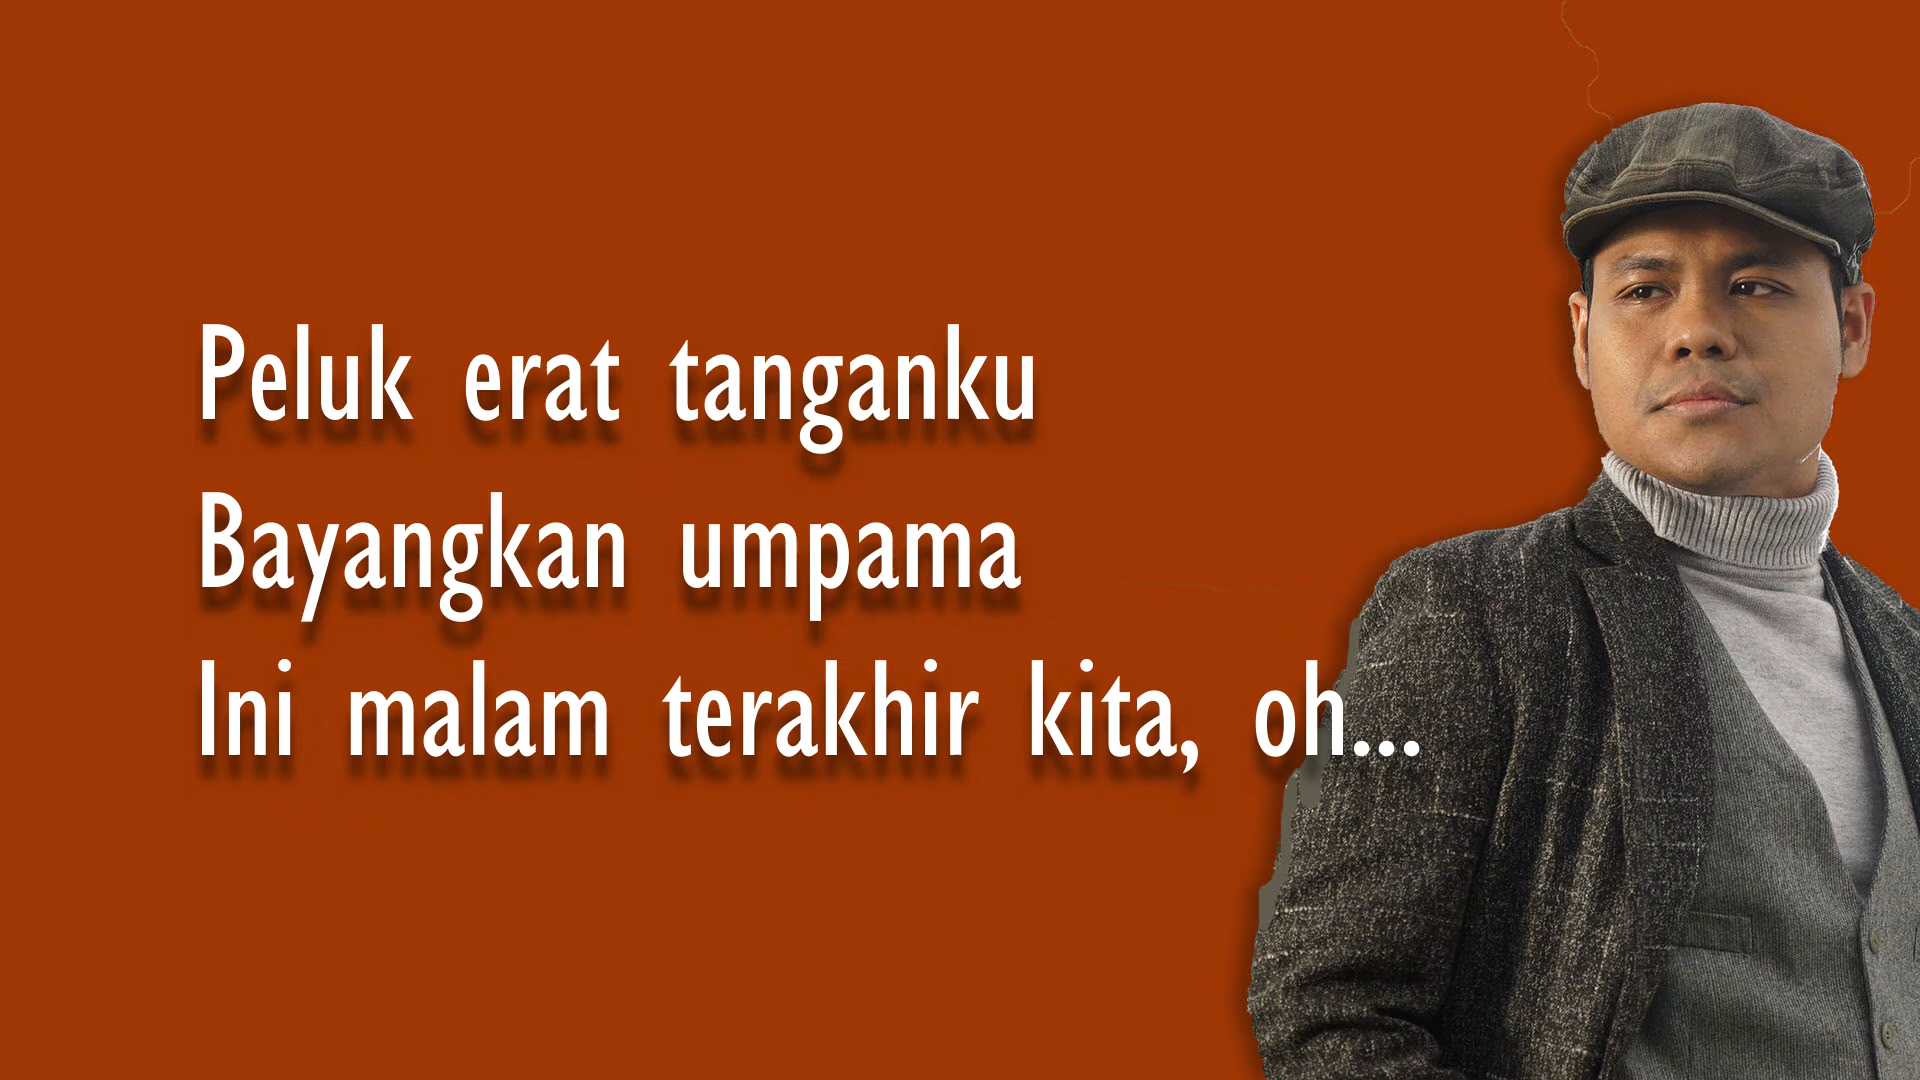 Peluk erat tanganku
Bayangkan umpama
Ini malam terakhir kita, oh...